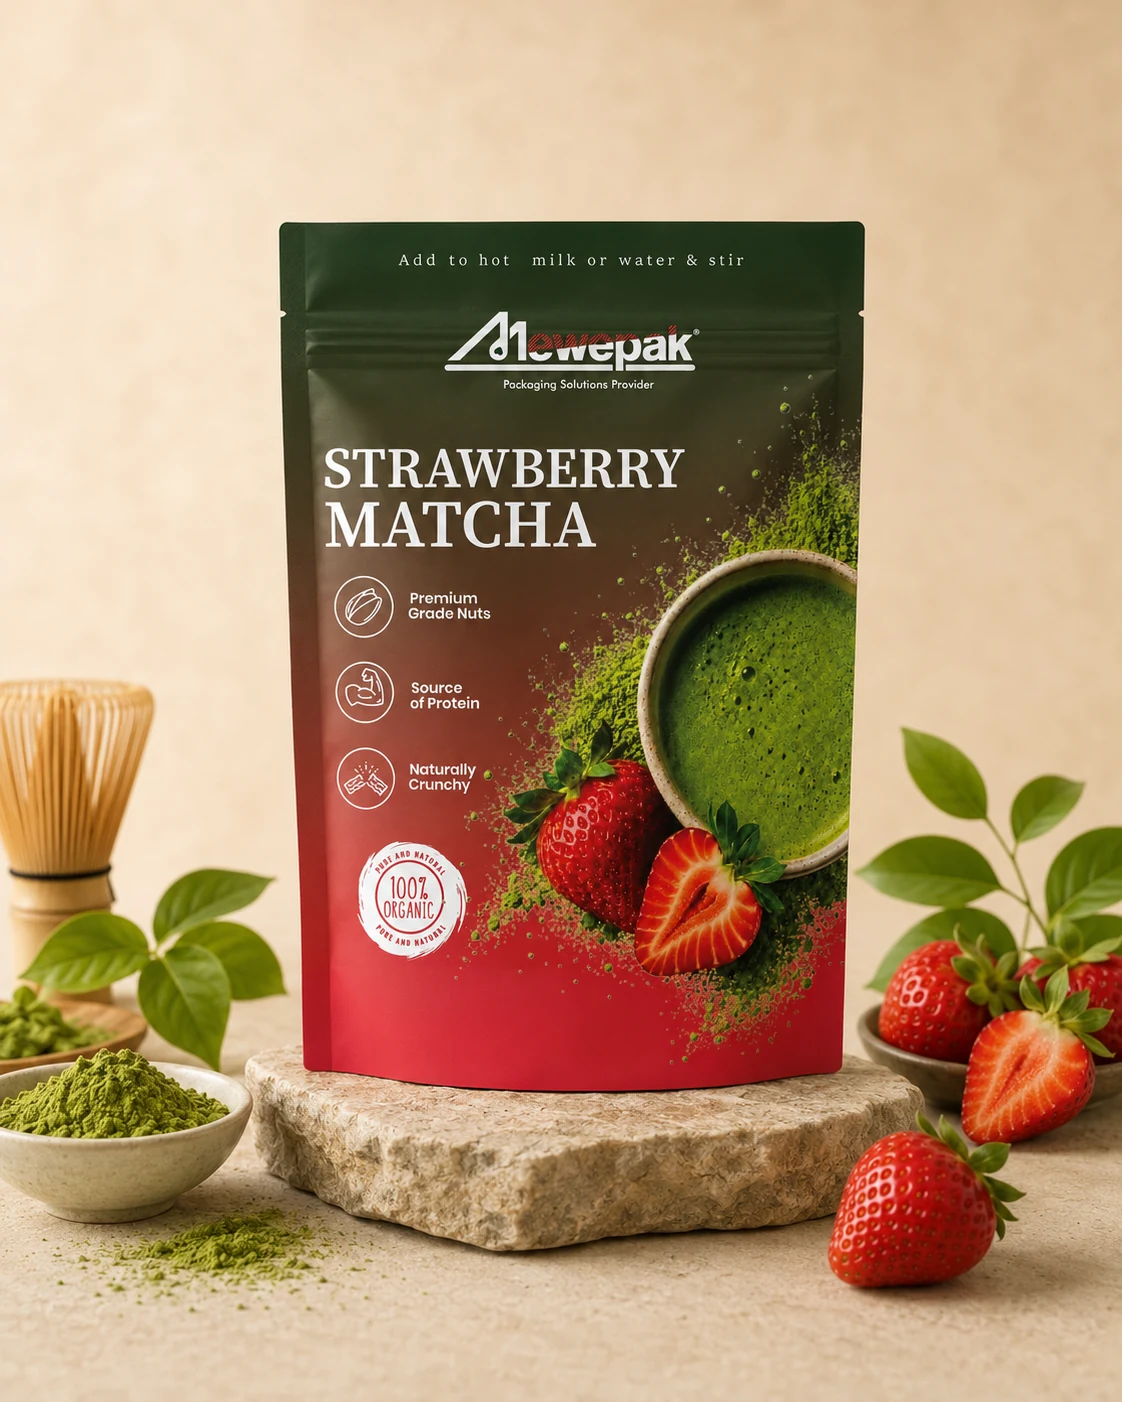 Add to hot milk or water & stir
Mewepak®
Packaging Solutions Provider
STRAWBERRY
MATCHA
Premium
Grade Nuts
Source
of Protein
Naturally
Crunchy
PURE AND NATURAL
100%
ORGANIC
PURE AND NATURAL